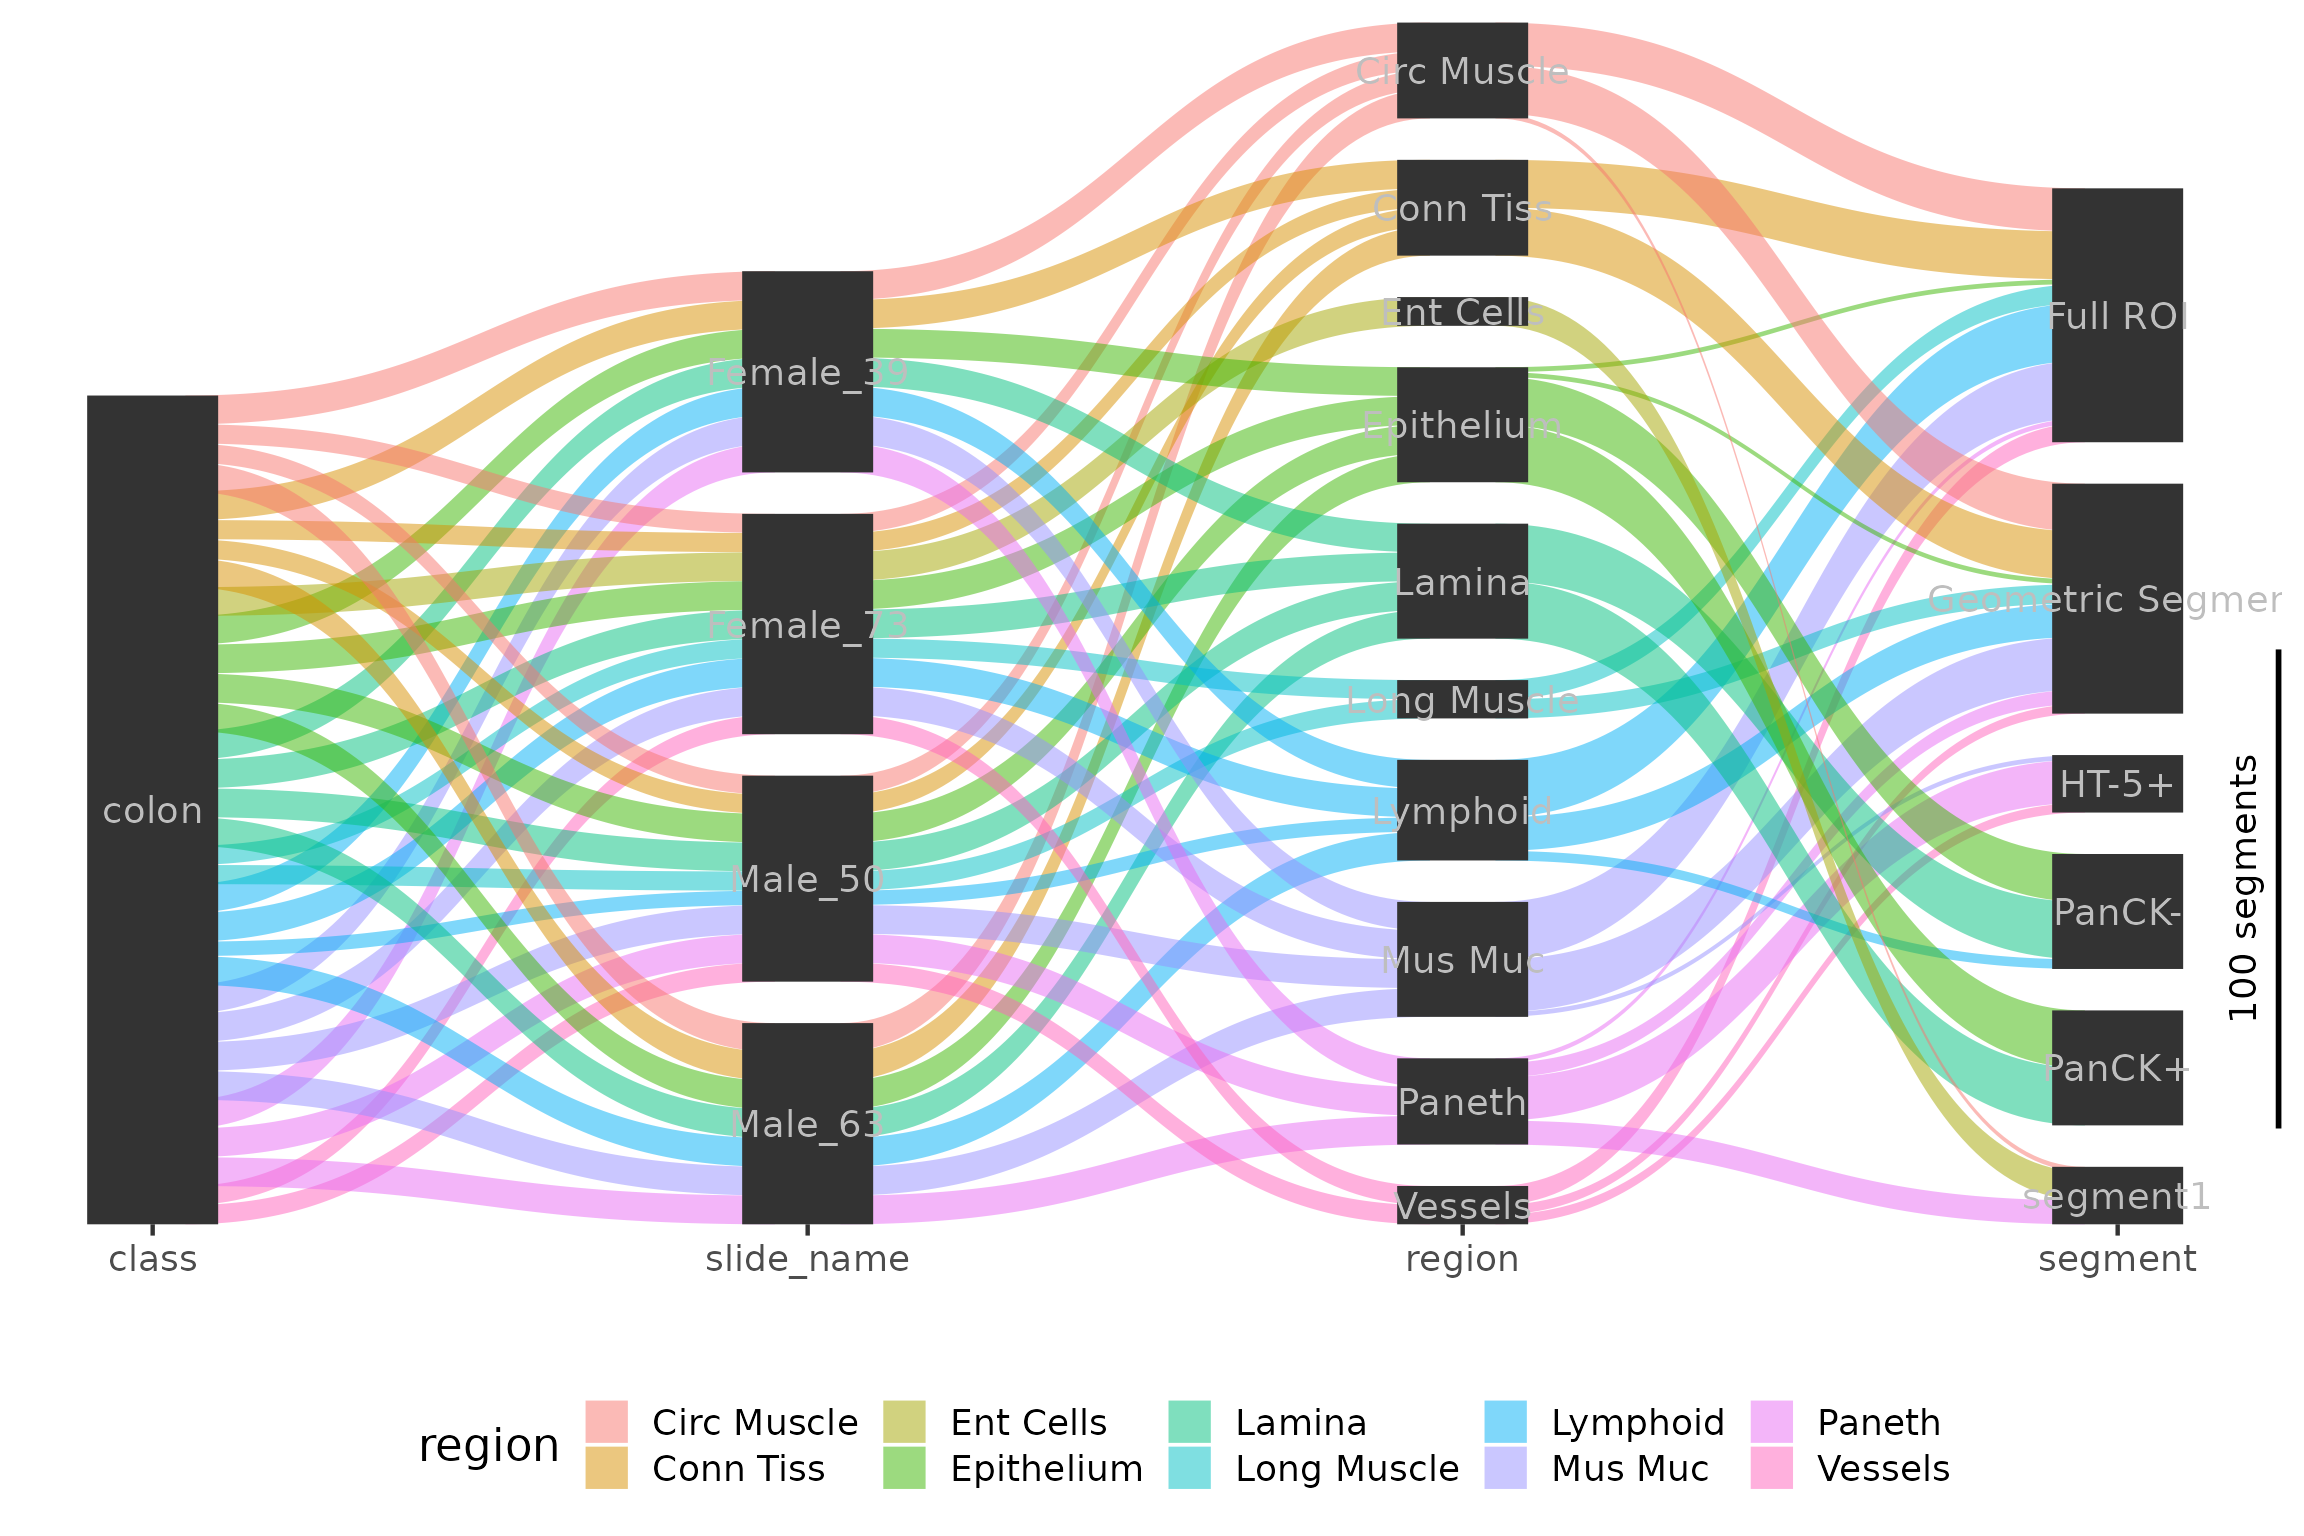 colon
Female_39
Female_73
Male_50
Male_63
Circ Muscle
Conn Tiss
Ent Cells
Epithelium
Lamina
Long Muscle
Lymphoid
Mus Muc
Paneth
Vessels
Full ROI
Geometric Segmen
HT-5+
PanCK-
PanCK+
segment1
100 segments
class
slide_name
region
segment
region
Circ Muscle
Ent Cells
Lamina
Lymphoid
Paneth
Conn Tiss
Epithelium
Long Muscle
Mus Muc
Vessels